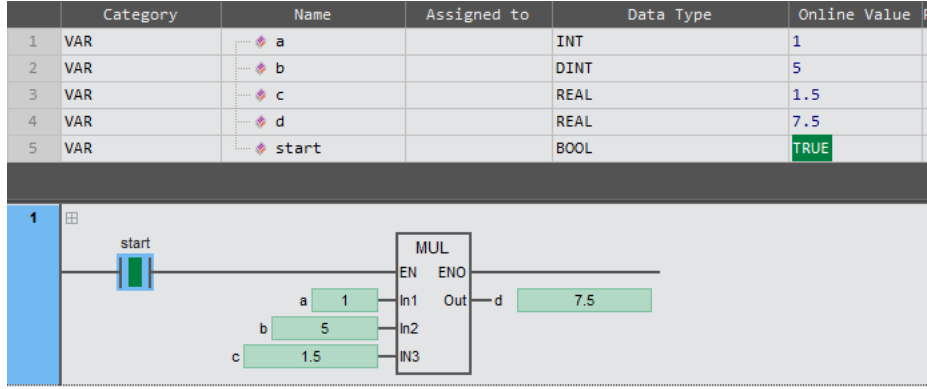 Category Name Assigned to Data Type Online Value
1 VAR a INT 1
2 VAR b DINT 5
3 VAR c REAL 1.5
4 VAR d REAL 7.5
5 VAR start BOOL TRUE
1
start
MUL
EN ENO
a 1 In1 Out d 7.5
b 5 In2
c 1.5 IN3